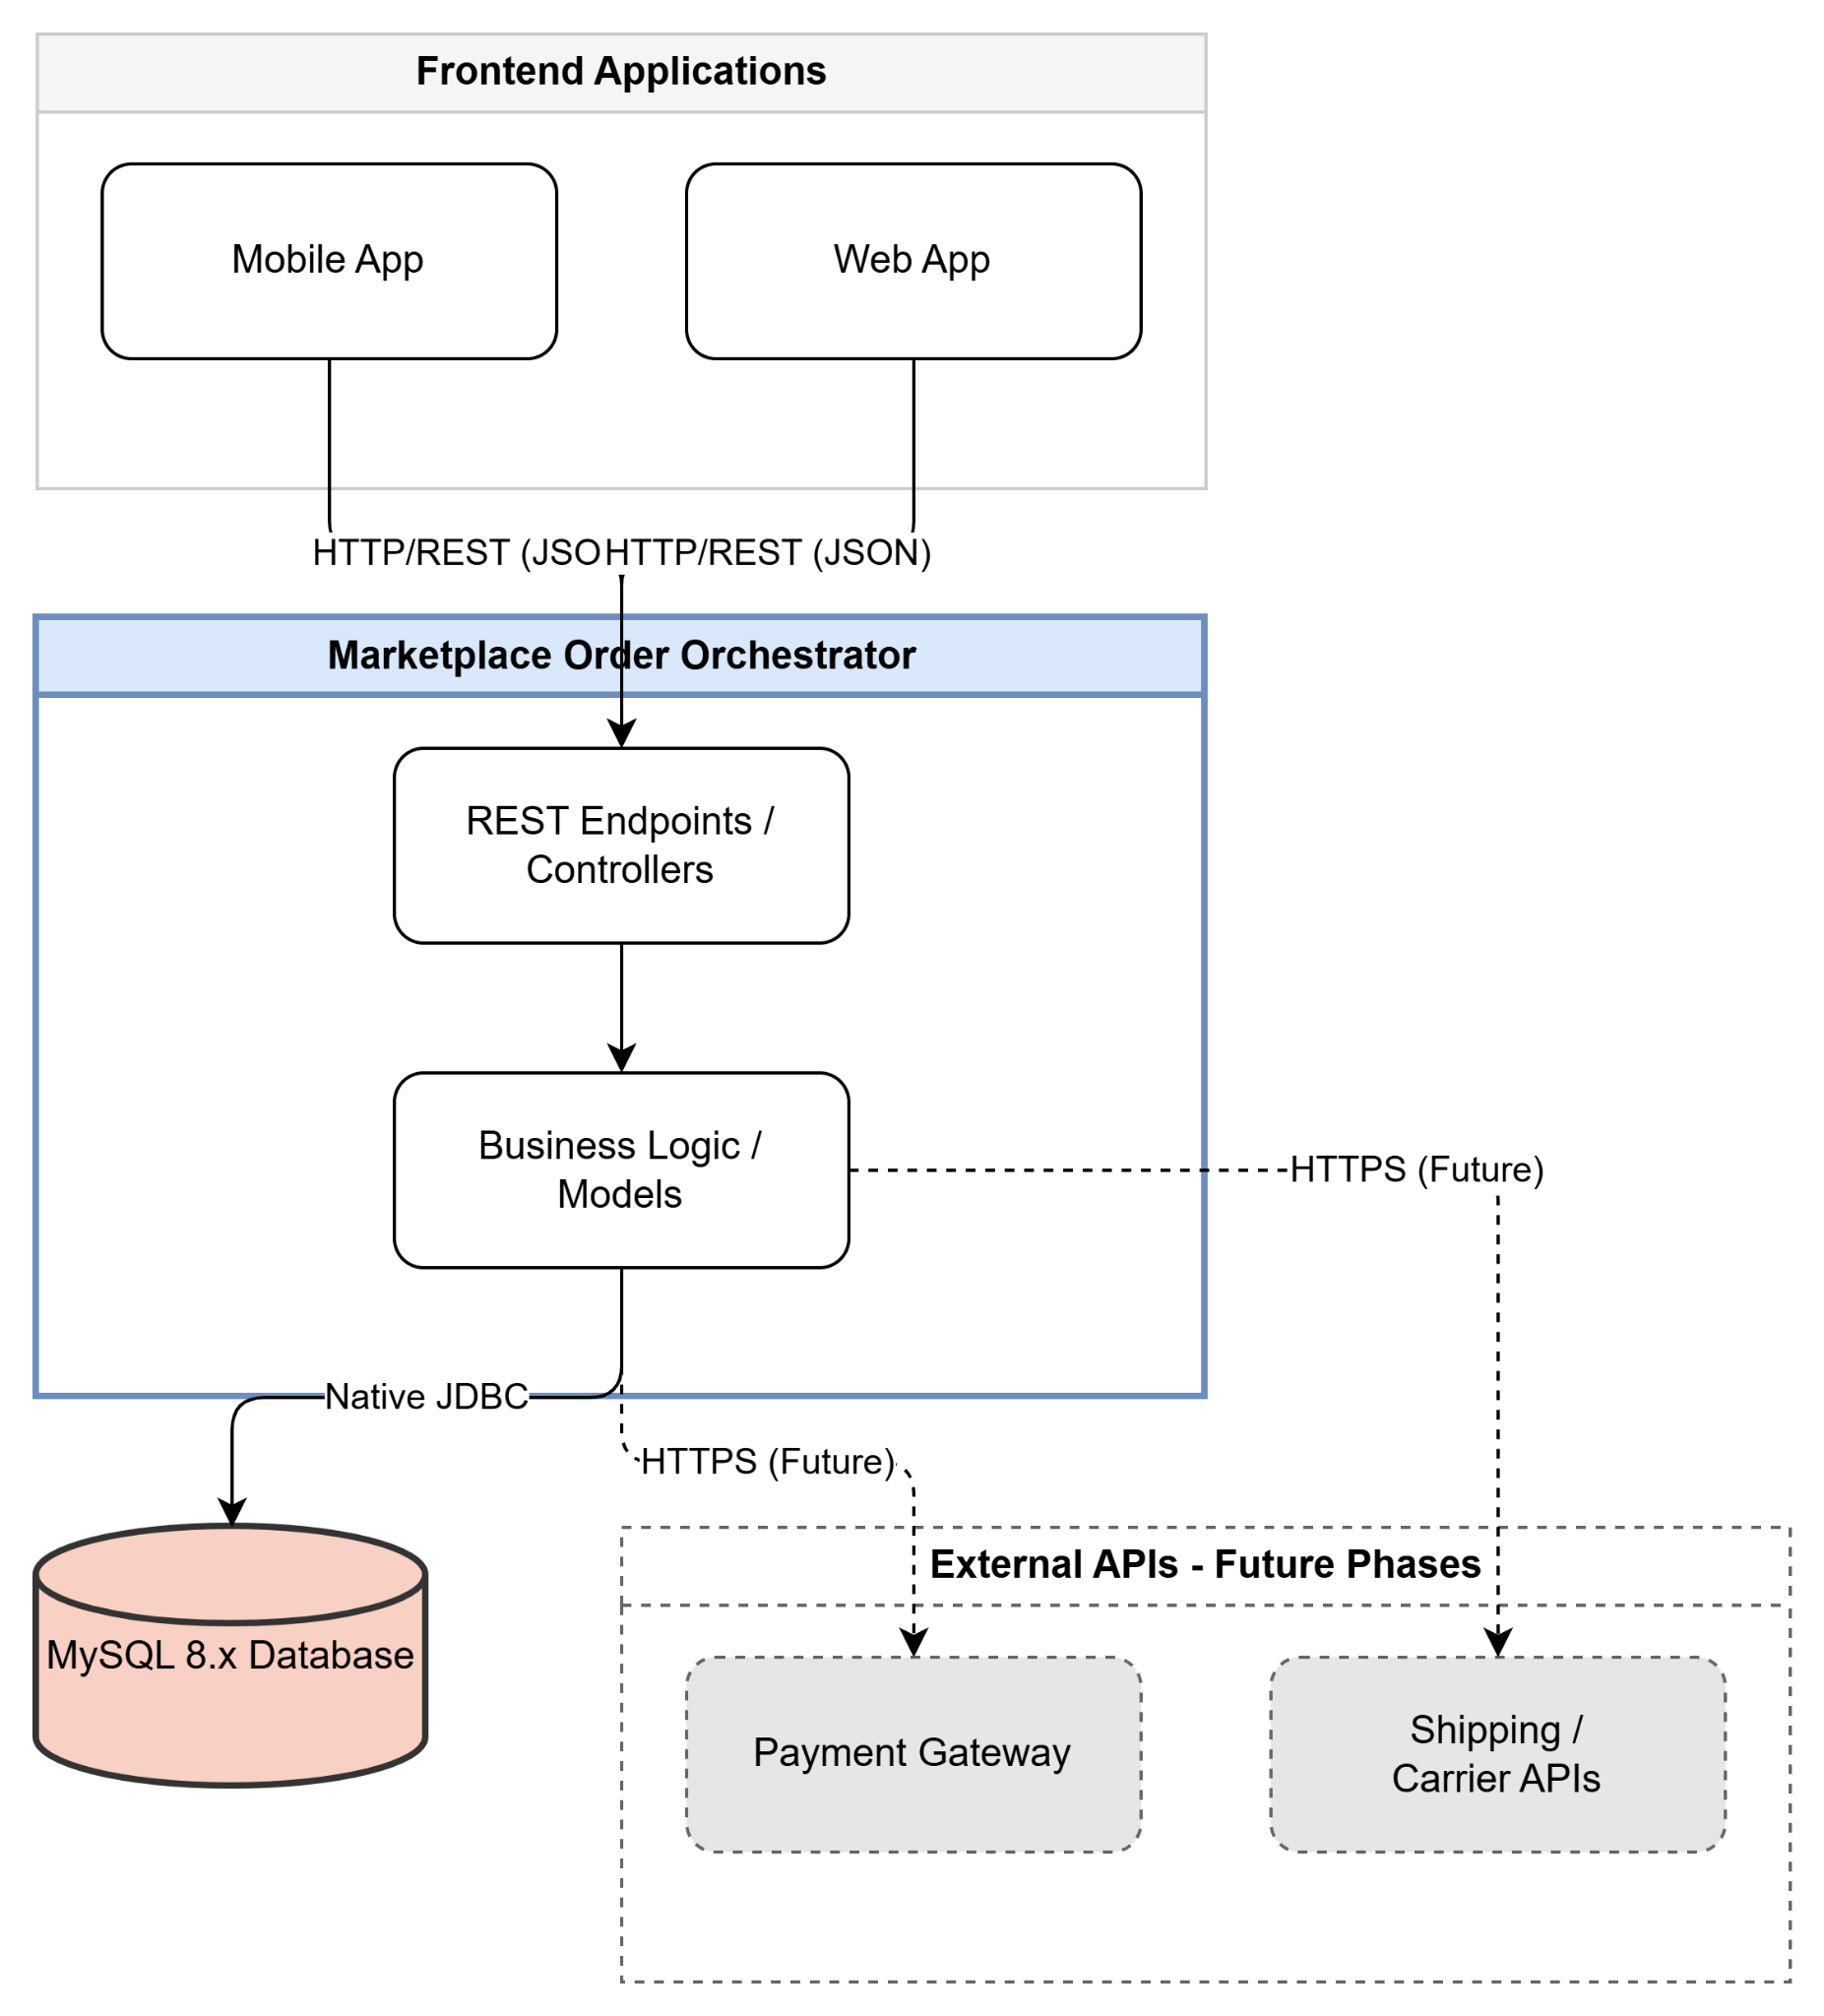 Frontend Applications
Mobile App
Web App
HTTP/REST (JSO
HTTP/REST (JSON)
Marketplace Order Orchestrator
REST Endpoints /
Controllers
Business Logic /
Models
HTTPS (Future)
Native JDBC
HTTPS (Future)
External APIs - Future Phases
MySQL 8.x Database
Payment Gateway
Shipping /
Carrier APIs